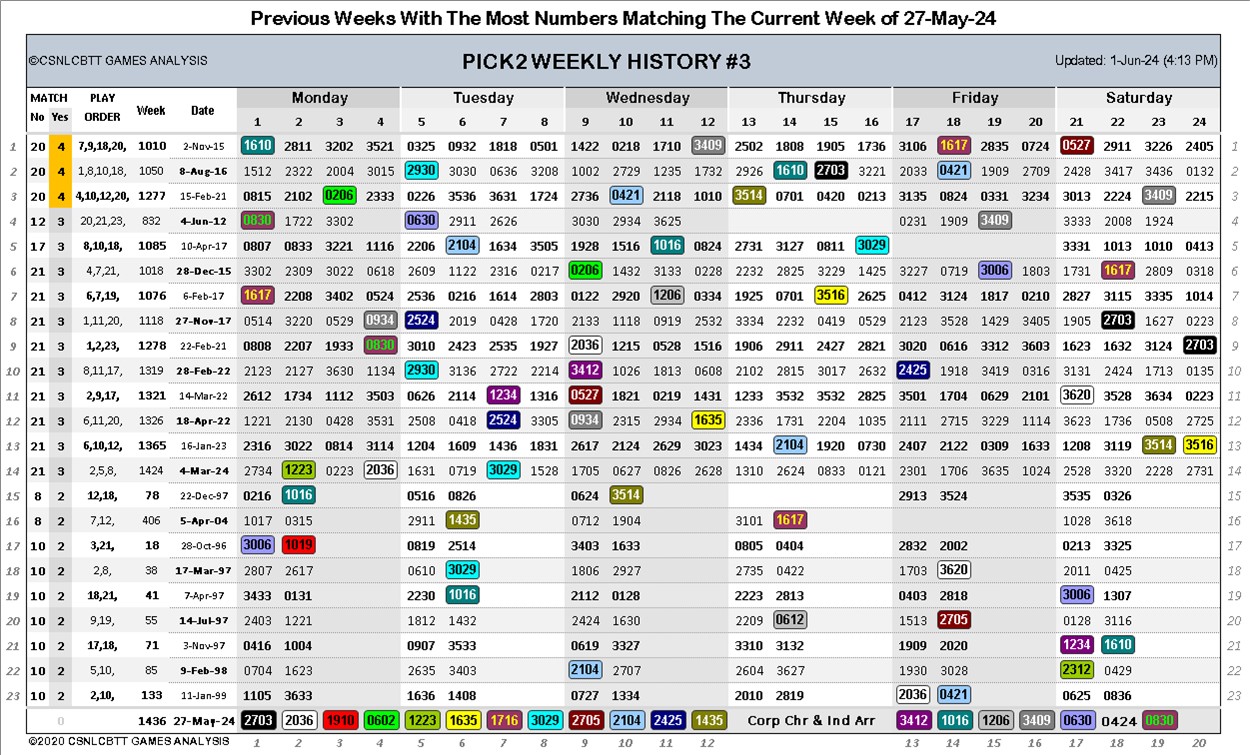 Previous Weeks With The Most Numbers Matching The Current Week of 27-May-24
©CSNLCBTT GAMES ANALYSIS PICK2 WEEKLY HISTORY #3 Updated: 1-Jun-24 (4:13 PM)
MATCH PLAY Week Date Monday Tuesday Wednesday Thursday Friday Saturday
No Yes ORDER 1 2 3 4 5 6 7 8 9 10 11 12 13 14 15 16 17 18 19 20 21 22 23 24
1 20 4 7,9,18,20, 1010 2-Nov-15 1610 2811 3202 3521 0325 0932 1818 0501 1422 0218 1710 3409 2502 1808 1905 1736 3106 1617 2835 0724 0527 2911 3226 2405 1
2 20 4 1,8,10,18, 1050 8-Aug-16 1512 2322 2004 3015 2930 3030 0636 3208 1002 2729 1235 1732 2926 1610 2703 3221 2033 0421 1909 2709 2428 3417 3436 0132 2
3 20 4 4,10,12,20, 1277 15-Feb-21 0815 2102 0206 2333 0226 3536 3631 1724 2736 0421 2118 1010 3514 0701 0420 0213 3135 0824 0331 2234 3013 2224 3409 2215 3
4 12 3 20,21,23, 832 4-Jun-12 0830 1722 3302 0630 2911 2626 3030 2934 3625 0231 1909 3409 3333 2008 1924 4
5 17 3 8,10,18, 1085 10-Apr-17 0807 0833 3221 1116 2206 2104 1634 3505 1928 1516 1016 0824 2731 3127 0811 3029 3331 1013 1010 0413 5
6 21 3 4,7,21, 1018 28-Dec-15 3302 2309 3022 0618 2609 1122 2316 0217 0206 1432 3133 0228 2232 2825 3229 1425 3227 0719 3006 1803 1731 1617 2809 0318 6
7 21 3 6,7,19, 1076 6-Feb-17 1617 2208 3402 0524 2536 0216 1614 2803 0122 2920 1206 0334 1925 0701 3516 2625 0412 3124 1817 0210 2827 3115 3335 1014 7
8 21 3 1,11,20, 1118 27-Nov-17 0514 3220 0529 0934 2524 2019 0428 1720 2133 1118 0919 2532 3334 2232 0419 0529 2123 3528 1429 3405 1905 2703 1627 0223 8
9 21 3 1,2,23, 1278 22-Feb-21 0808 2207 1933 0830 3010 2423 2535 1927 2036 1215 0528 1516 1906 2911 2427 2821 3020 0616 3312 3603 1623 1632 3124 2703 9
10 21 3 8,11,17, 1319 28-Feb-22 2123 2127 3630 1134 2930 3136 2722 2214 3412 1026 1813 0608 2102 2815 3017 2632 2425 1918 3419 0316 3131 2424 1713 0135 10
11 21 3 2,9,17, 1321 14-Mar-22 2612 1734 1112 3503 0626 2114 1234 1316 0527 1821 0219 1431 1233 3532 3532 2825 3501 1704 0629 2101 3620 3528 3634 0223 11
12 21 3 6,11,20, 1326 18-Apr-22 1221 2130 0428 3531 2508 0418 2524 3305 0934 2315 2934 1635 2336 1731 2204 1035 2111 2715 3229 1114 3623 1736 0508 2725 12
13 21 3 6,10,12, 1365 16-Jan-23 2316 3022 0814 3114 1204 1609 1436 1831 2617 2124 2629 3023 1434 2104 1920 0730 2407 2122 0309 1633 1208 3119 3514 3516 13
14 21 3 2,5,8, 1424 4-Mar-24 2734 1223 0223 2036 1631 0719 3029 1528 1705 0627 0826 2628 1310 2624 0833 0121 2301 1706 3635 1024 2528 3320 2228 2731 14
15 8 2 12,18, 78 22-Dec-97 0216 1016 0516 0826 0624 3514 2913 3524 3535 0326 15
16 8 2 7,12, 406 5-Apr-04 1017 0315 2911 1435 0712 1904 3101 1617 1028 3618 16
17 10 2 3,21, 18 28-Oct-96 3006 1019 0819 2514 3403 1633 0805 0404 2832 2002 0213 3325 17
18 10 2 2,8, 38 17-Mar-97 2807 2617 0610 3029 1806 2927 2735 0422 1703 3620 2011 0425 18
19 10 2 18,21, 41 7-Apr-97 3433 0131 2230 1016 2112 0128 2223 2813 0403 2818 3006 1307 19
20 10 2 9,19, 55 14-Jul-97 2403 1221 1812 1432 2424 1630 2209 0612 1513 2705 0128 3116 20
21 10 2 17,18, 71 3-Nov-97 0416 1004 0907 3533 0619 3327 3310 3132 1909 2020 1234 1610 21
22 10 2 5,10, 85 9-Feb-98 0704 1623 2635 3403 2104 2707 2604 3627 1930 3028 2312 0429 22
23 10 2 2,10, 133 11-Jan-99 1105 3633 1636 1408 0727 1334 2010 2819 2036 0421 0625 0836 23
0 1436 27-May-24 2703 2036 1910 0602 1223 1635 1716 3029 2705 2104 2425 1435 Corp Chr & Ind Arr 3412 1016 1206 3409 0630 0424 0830
©2020 CSNLCBTT GAMES ANALYSIS 1 2 3 4 5 6 7 8 9 10 11 12 13 14 15 16 17 18 19 20